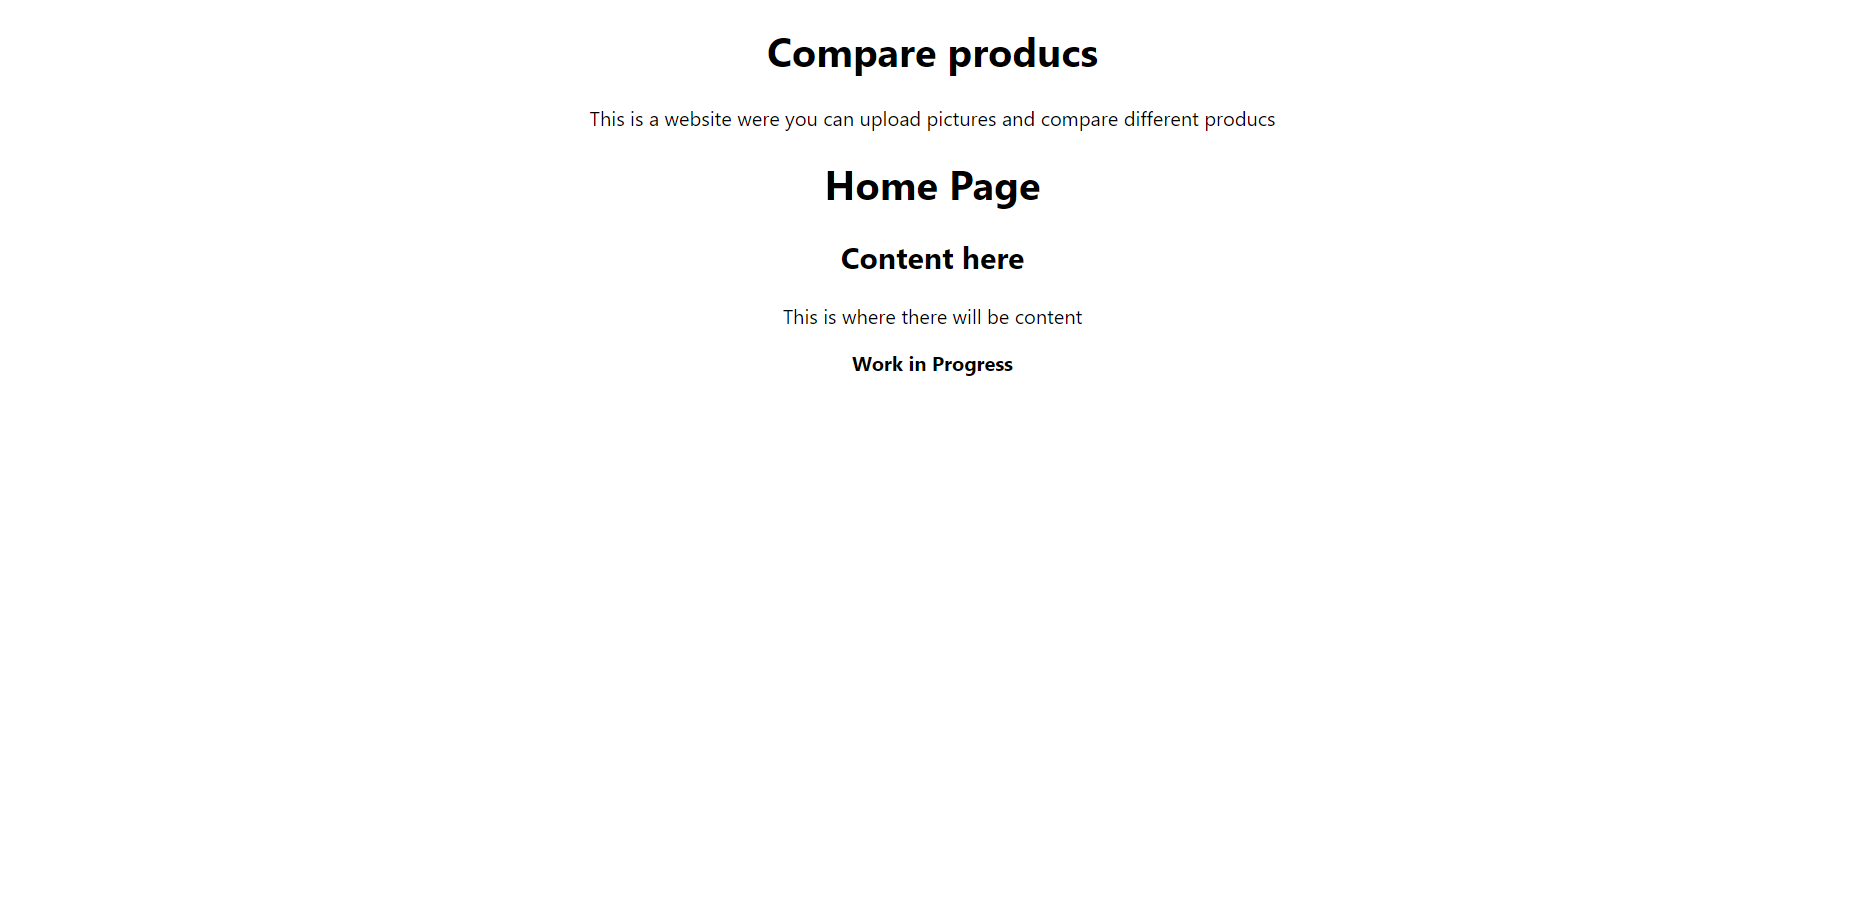 Compare producs
This is a website were you can upload pictures and compare different producs
Home Page
Content here
This is where there will be content
Work in Progress